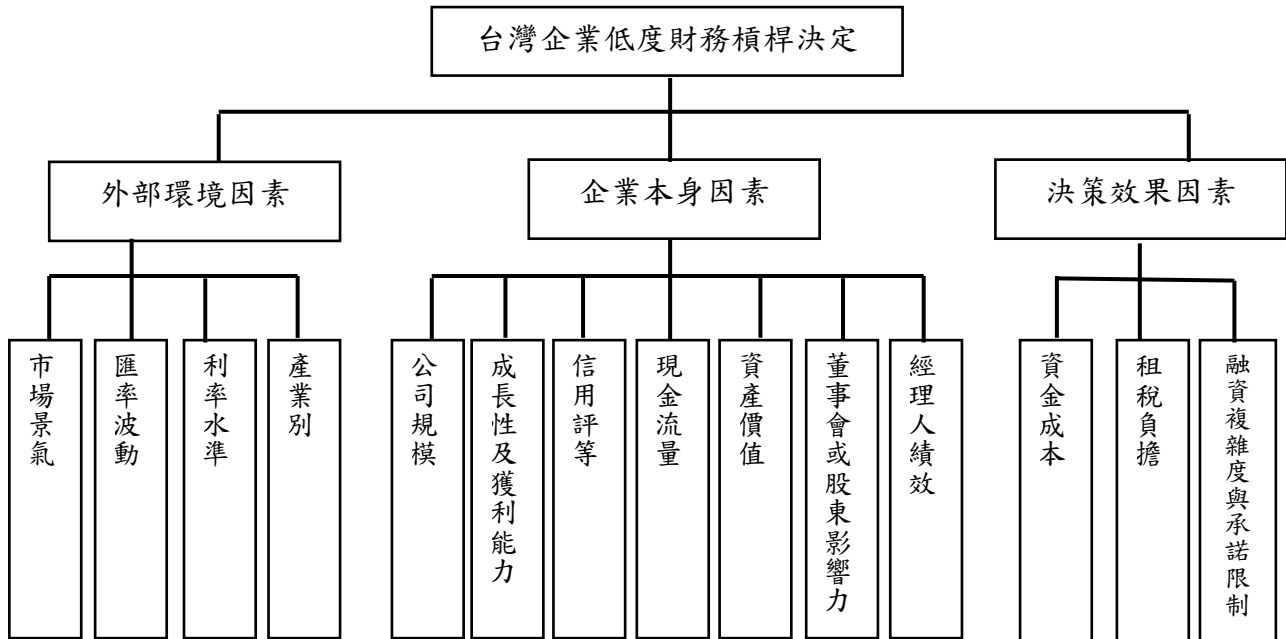 台灣企業低度財務槓桿決定
外部環境因素
企業本身因素
決策效果因素
市場景氣
匯率波動
利率水準
產業別
公司規模
成長性及獲利能力
信用評等
現金流量
資產價值
董事會或股東影響力
經理人績效
資金成本
租稅負擔
融資複雜度與承諾限制